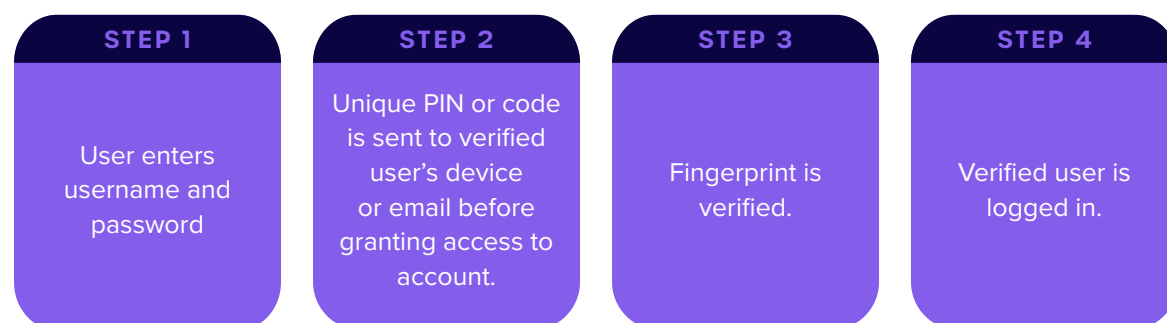 STEP 1
User enters
username and
password
STEP 2
Unique PIN or code
is sent to verified
user’s device
or email before
granting access to
account.
STEP 3
Fingerprint is
verified.
STEP 4
Verified user is
logged in.